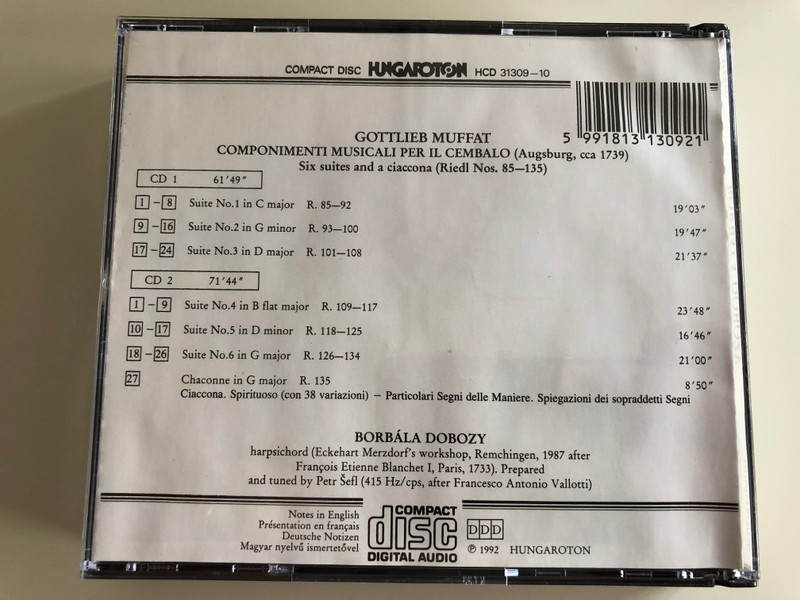 COMPACT DISC HUNGAROTON HCD 31309–10
5 991813 130921
GOTTLIEB MUFFAT
COMPONIMENTI MUSICALI PER IL CEMBALO (Augsburg, cca 1739)
Six suites and a ciaccona (Riedl Nos. 85—135)
CD 1 61'49"
1 – 8 Suite No.1 in C major R. 85—92 19'03"
9 – 16 Suite No.2 in G minor R. 93—100 19'47"
17 – 24 Suite No.3 in D major R. 101—108 21'37"
CD 2 71'44"
1 – 9 Suite No.4 in B flat major R. 109—117 23'48"
10 – 17 Suite No.5 in D minor R. 118—125 16'46"
18 – 26 Suite No.6 in G major R. 126—134 21'00"
27 Chaconne in G major R. 135 8'50"
Ciaccona. Spirituoso (con 38 variazioni) — Particolari Segni delle Maniere. Spiegazioni dei sopraddetti Segni
BORBÁLA DOBOZY
harpsichord (Eckehart Merzdorf's workshop, Remchingen, 1987 after
François Etienne Blanchet I, Paris, 1733). Prepared
and tuned by Petr Šefl (415 Hz/cps, after Francesco Antonio Vallotti)
Notes in English
Présentation en français
Deutsche Notizen
Magyar nyelvű ismertetővel
COMPACT
disc
DIGITAL AUDIO
DDD
℗ 1992 HUNGAROTON